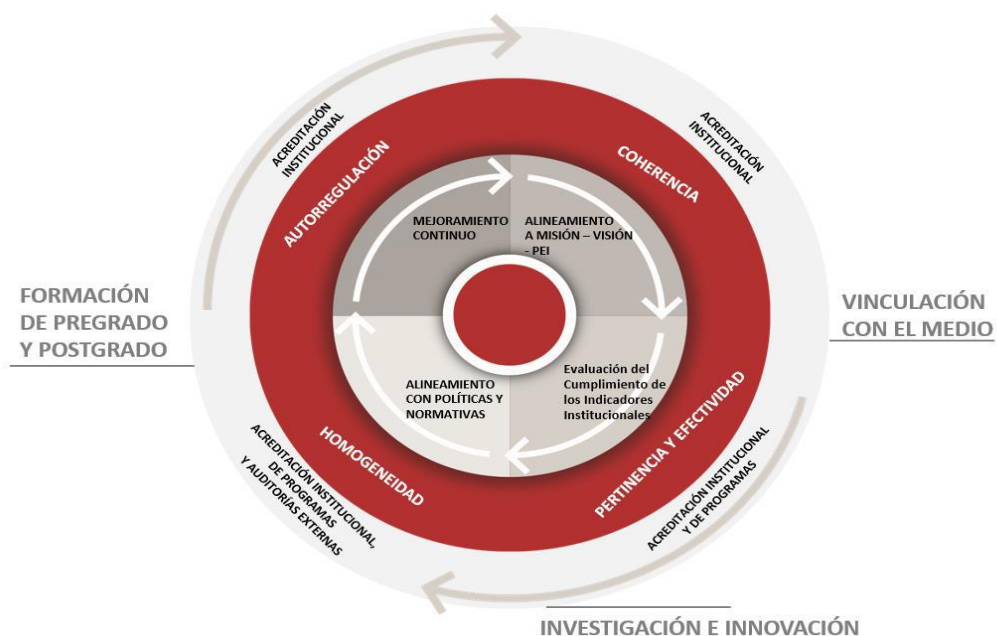 ACREDITACIÓN
INSTITUCIONAL
ACREDITACIÓN
INSTITUCIONAL
AUTORREGULACIÓN
COHERENCIA
MEJORAMIENTO
CONTINUO
ALINEAMIENTO
A MISIÓN – VISIÓN
- PEI
FORMACIÓN
DE PREGRADO
Y POSTGRADO
VINCULACIÓN
CON EL MEDIO
ALINEAMIENTO
CON POLÍTICAS Y
NORMATIVAS
Evaluación del
Cumplimiento de
los Indicadores
Institucionales
HOMOGENEIDAD
PERTINENCIA Y EFECTIVIDAD
ACREDITACIÓN INSTITUCIONAL,
DE PROGRAMAS
Y AUDITORÍAS EXTERNAS
ACREDITACIÓN INSTITUCIONAL
Y DE PROGRAMAS
INVESTIGACIÓN E INNOVACIÓN